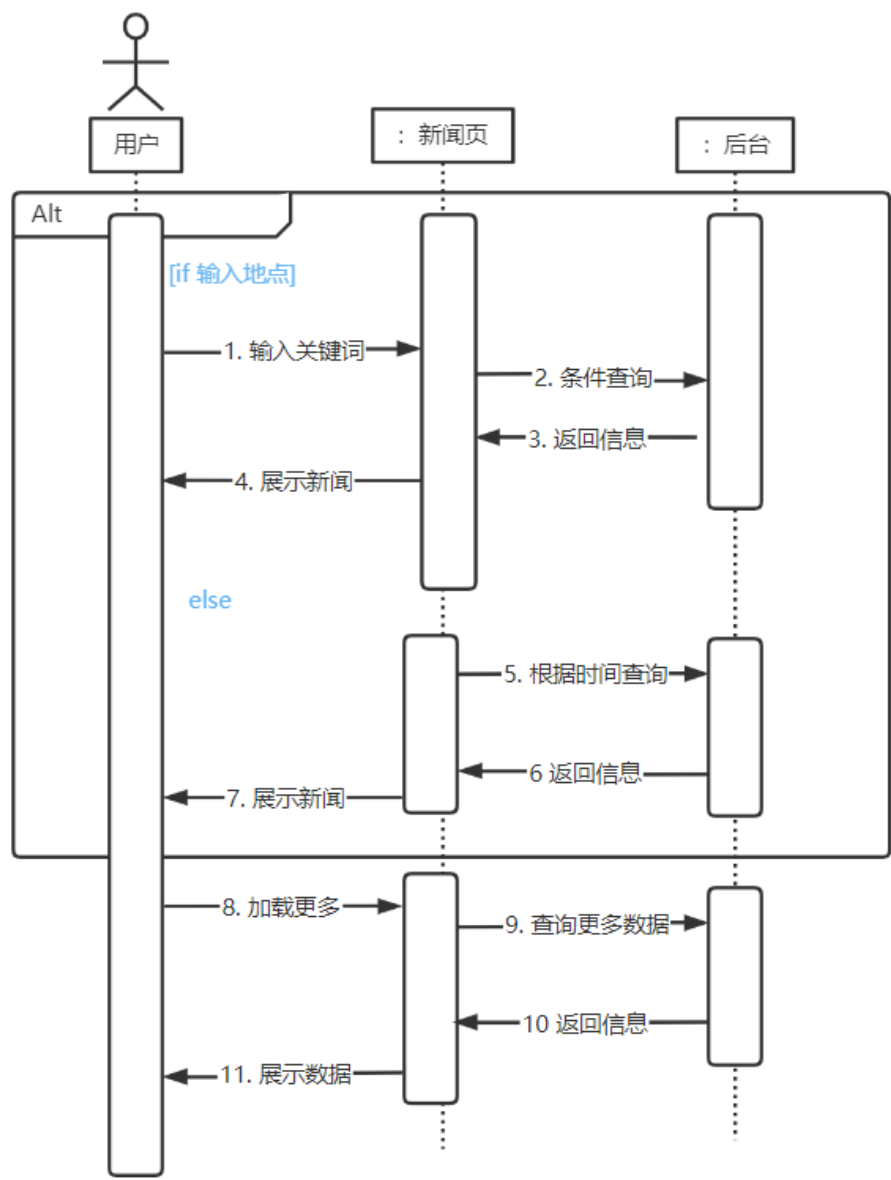 用户
: 新闻页
: 后台
Alt
[if 输入地点]
1. 输入关键词
2. 条件查询
3. 返回信息
4. 展示新闻
else
5. 根据时间查询
6 返回信息
7. 展示新闻
8. 加载更多
9. 查询更多数据
10 返回信息
11. 展示数据